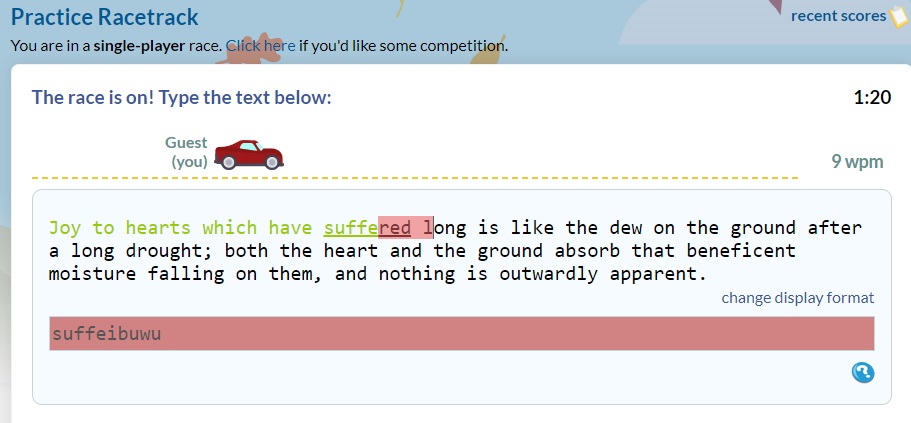 Practice Racetrack
recent scores
You are in a single-player race. Click here if you'd like some competition.
The race is on! Type the text below:
1:20
Guest
(you)
9 wpm
Joy to hearts which have suffered long is like the dew on the ground after
a long drought; both the heart and the ground absorb that beneficent
moisture falling on them, and nothing is outwardly apparent.
change display format
suffeibuwu
?